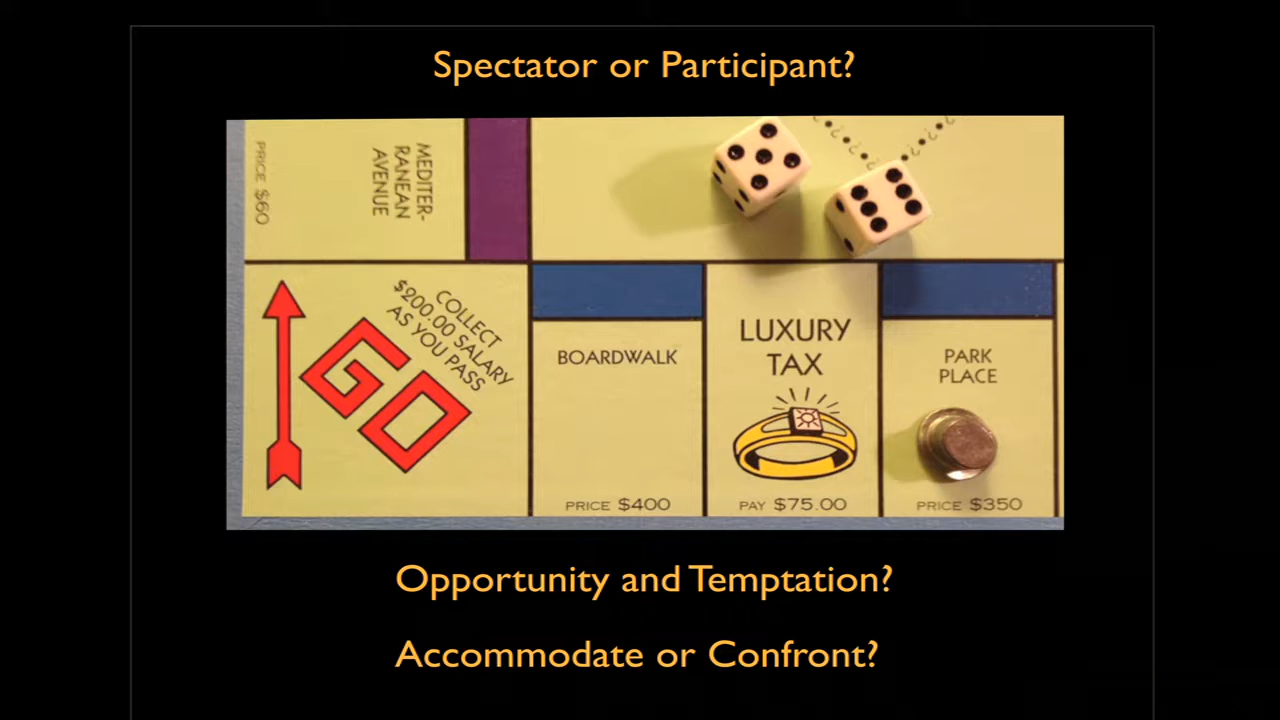 Spectator or Participant?
PRICE $60
MEDITER-
RANEAN
AVENUE
COLLECT
$200.00 SALARY
AS YOU PASS
GO
BOARDWALK
PRICE $400
LUXURY
TAX
PAY $75.00
PARK
PLACE
PRICE $350
Opportunity and Temptation?
Accommodate or Confront?